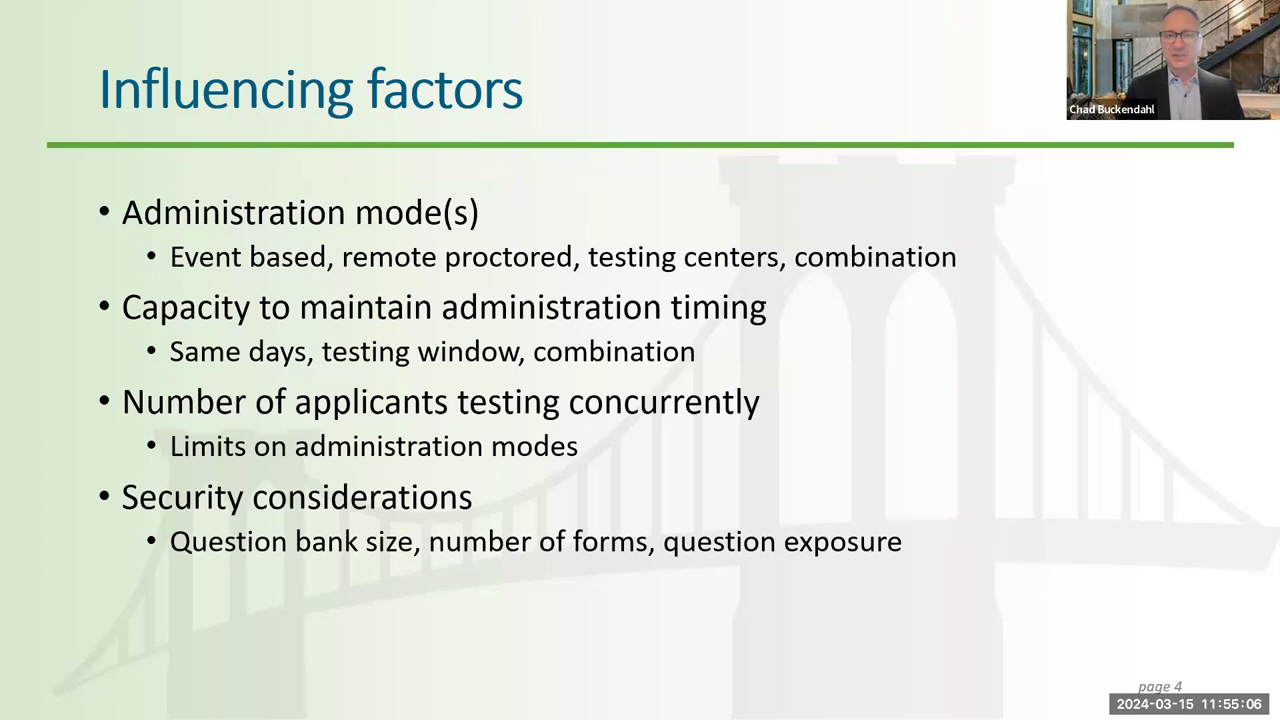 Influencing factors
Chad Buckendahl
• Administration mode(s)
• Event based, remote proctored, testing centers, combination
• Capacity to maintain administration timing
• Same days, testing window, combination
• Number of applicants testing concurrently
• Limits on administration modes
• Security considerations
• Question bank size, number of forms, question exposure
page 4
2024-03-15 11:55:06